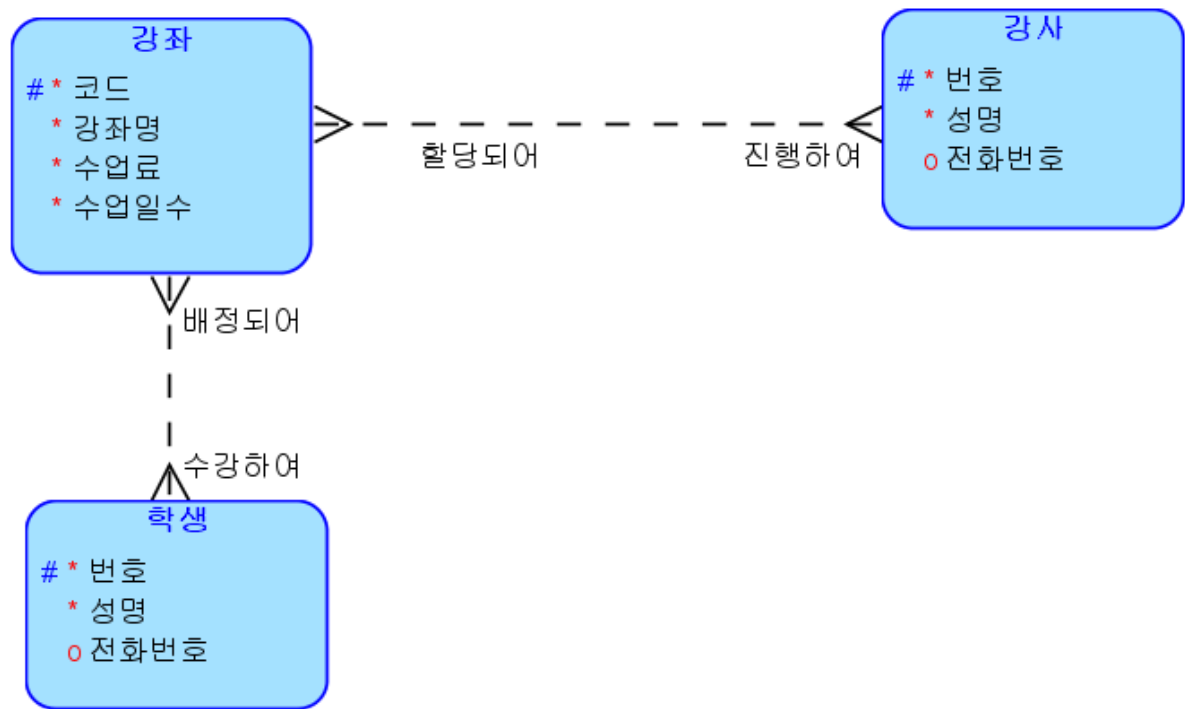 강좌
# * 코드
* 강좌명
* 수업료
* 수업일수
강사
# * 번호
* 성명
o 전화번호
할당되어
진행하여
배정되어
수강하여
학생
# * 번호
* 성명
o 전화번호